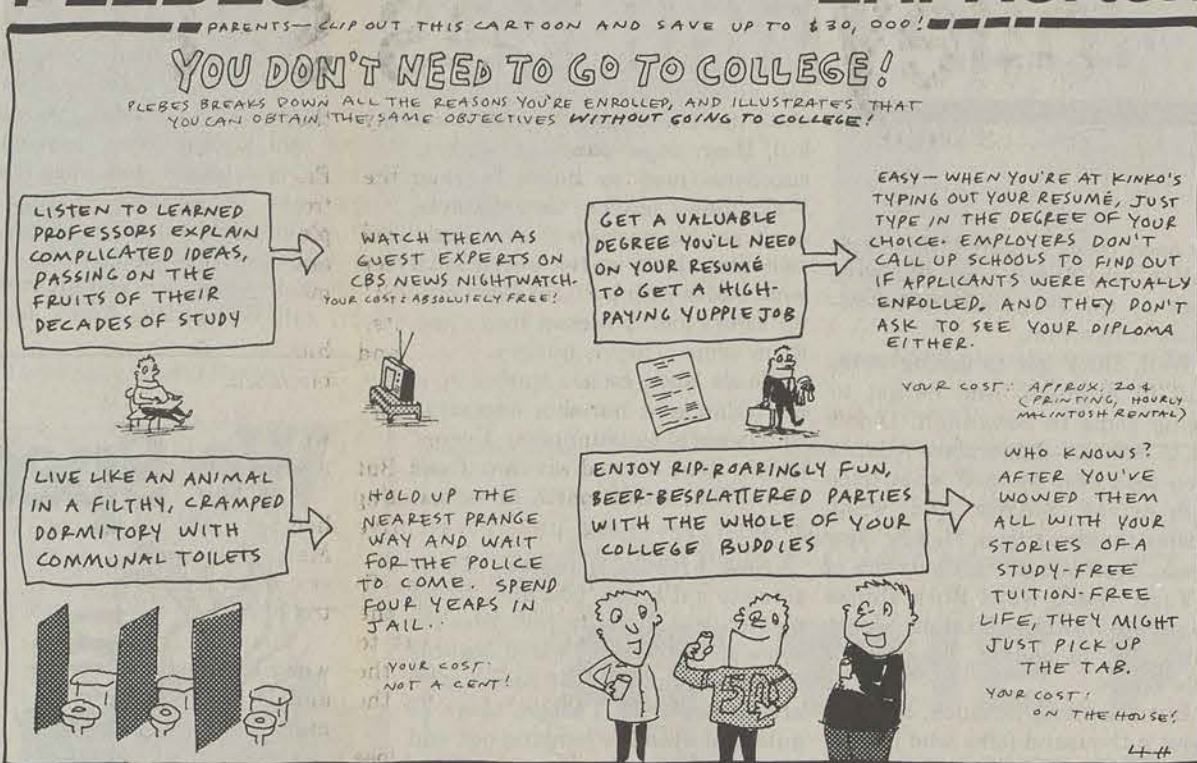 PARENTS— CLIP OUT THIS CARTOON AND SAVE UP TO $30,000!
YOU DON'T NEED TO GO TO COLLEGE!
PLEBES BREAKS DOWN ALL THE REASONS YOU'RE ENROLLED, AND ILLUSTRATES THAT
YOU CAN OBTAIN THE SAME OBJECTIVES WITHOUT GOING TO COLLEGE!
LISTEN TO LEARNED
PROFESSORS EXPLAIN
COMPLICATED IDEAS,
PASSING ON THE
FRUITS OF THEIR
DECADES OF STUDY
WATCH THEM AS
GUEST EXPERTS ON
CBS NEWS NIGHTWATCH.
YOUR COST: ABSOLUTELY FREE!
GET A VALUABLE
DEGREE YOU'LL NEED
ON YOUR RESUMÉ
TO GET A HIGH-
PAYING YUPPIE JOB
EASY— WHEN YOU'RE AT KINKO'S
TYPING OUT YOUR RESUMÉ, JUST
TYPE IN THE DEGREE OF YOUR
CHOICE. EMPLOYERS DON'T
CALL UP SCHOOLS TO FIND OUT
IF APPLICANTS WERE ACTUALLY
ENROLLED. AND THEY DON'T
ASK TO SEE YOUR DIPLOMA
EITHER.
YOUR COST: APPROX. 20¢
(PRINTING, HOURLY
MACINTOSH RENTAL)
LIVE LIKE AN ANIMAL
IN A FILTHY, CRAMPED
DORMITORY WITH
COMMUNAL TOILETS
HOLD UP THE
NEAREST PRANGE
WAY AND WAIT
FOR THE POLICE
TO COME. SPEND
FOUR YEARS IN
JAIL.
YOUR COST:
NOT A CENT!
ENJOY RIP-ROARINGLY FUN,
BEER-BESPLATTERED PARTIES
WITH THE WHOLE OF YOUR
COLLEGE BUDDIES
WHO KNOWS?
AFTER YOU'VE
WOWED THEM
ALL WITH YOUR
STORIES OF A
STUDY-FREE
TUITION-FREE
LIFE, THEY MIGHT
JUST PICK UP
THE TAB.
YOUR COST:
ON THE HOUSE!